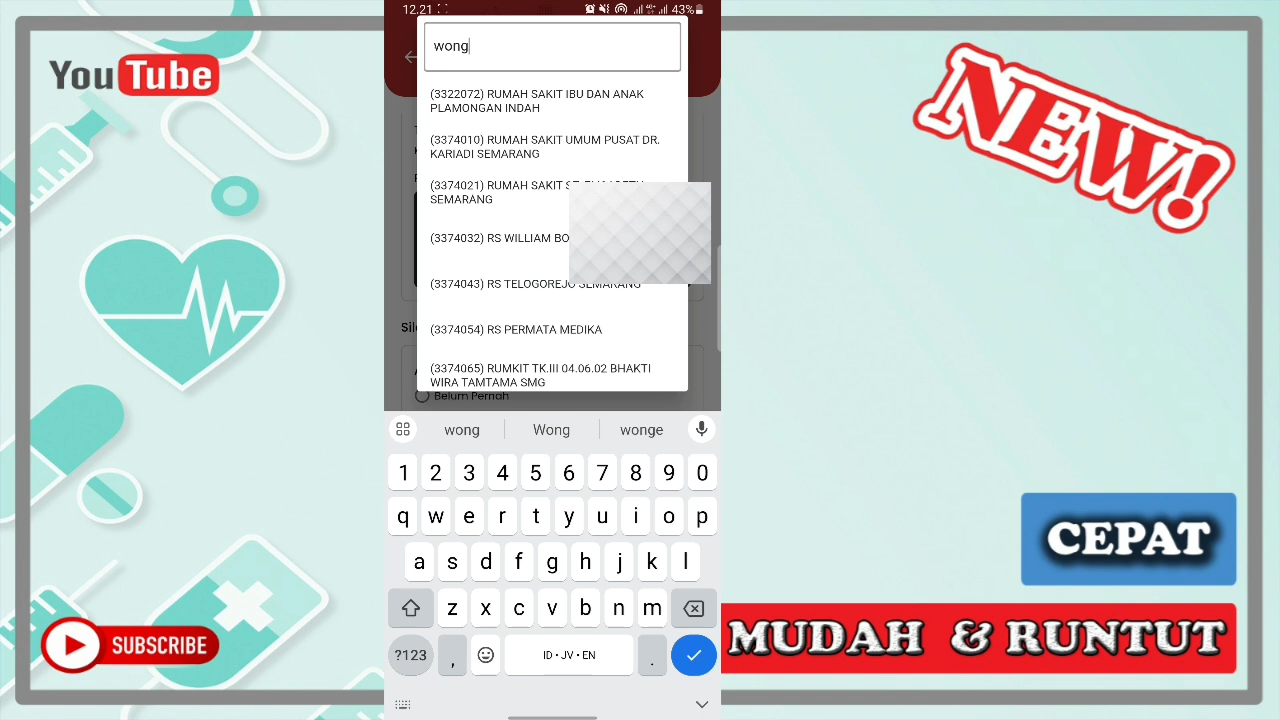 YouTube
12.21
43%
wong
(3322072) RUMAH SAKIT IBU DAN ANAK
PLAMONGAN INDAH
(3374010) RUMAH SAKIT UMUM PUSAT DR.
KARIADI SEMARANG
(3374021) RUMAH SAKIT
SEMARANG
(3374032) RS WILLIAM BO
(3374043) RS TELOGOREJO SEMARANG
(3374054) RS PERMATA MEDIKA
(3374065) RUMKIT TK.III 04.06.02 BHAKTI
WIRA TAMTAMA SMG
Belum Pernah
wong Wong wonge
1 2 3 4 5 6 7 8 9 0
q w e r t y u i o p
a s d f g h j k l
z x c v b n m
?123 , ID • JV • EN .
NEW!
CEPAT
MUDAH & RUNTUT
SUBSCRIBE